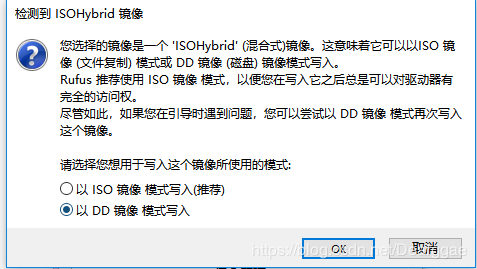 检测到 ISOHybrid 镜像
您选择的镜像是一个 'ISOHybrid' (混合式)镜像。这意味着它可以以ISO 镜
像 (文件复制) 模式或 DD 镜像 (磁盘) 镜像模式写入。
Rufus 推荐使用 ISO 镜像 模式，以便您在写入它之后总是可以对驱动器有
完全的访问权。
尽管如此，如果您在引导时遇到问题，您可以尝试以 DD 镜像 模式再次写入
这个镜像。
请选择您想用于写入这个镜像所使用的模式:
以 ISO 镜像 模式写入(推荐)
以 DD 镜像 模式写入
OK
取消